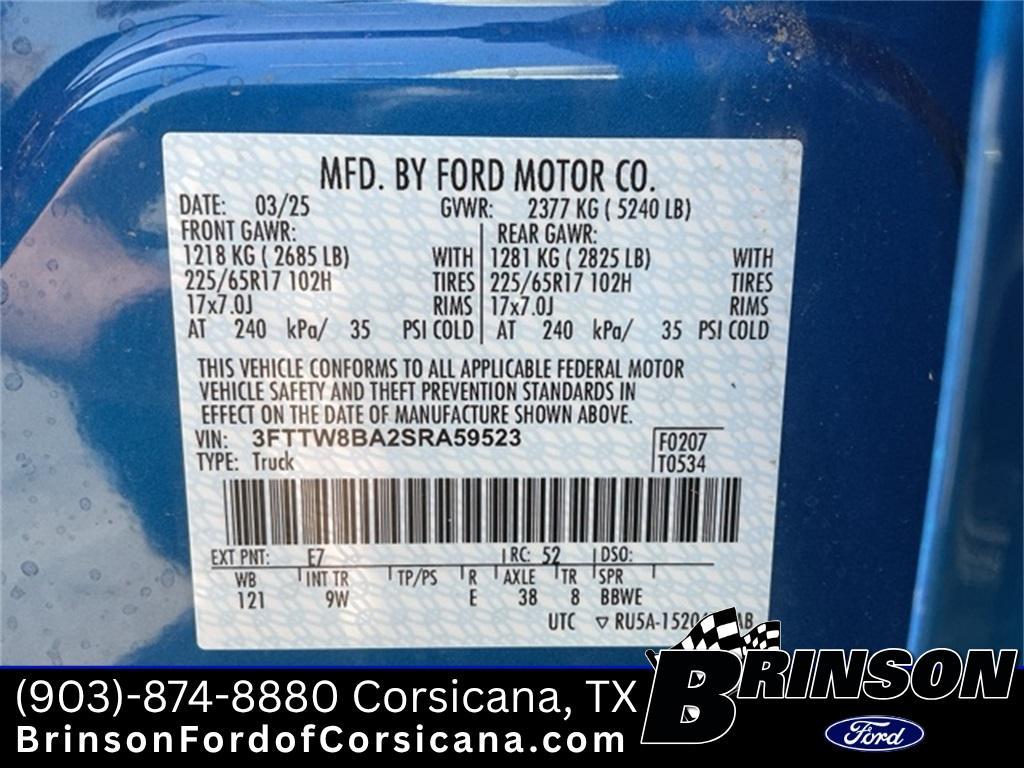 MFD. BY FORD MOTOR CO.
DATE: 03/25 GVWR: 2377 KG ( 5240 LB)
FRONT GAWR: REAR GAWR:
1218 KG ( 2685 LB) WITH 1281 KG ( 2825 LB) WITH
225/65R17 102H TIRES 225/65R17 102H TIRES
17x7.0J RIMS 17x7.0J RIMS
AT 240 kPa/ 35 PSI COLD AT 240 kPa/ 35 PSI COLD
THIS VEHICLE CONFORMS TO ALL APPLICABLE FEDERAL MOTOR
VEHICLE SAFETY AND THEFT PREVENTION STANDARDS IN
EFFECT ON THE DATE OF MANUFACTURE SHOWN ABOVE.
VIN: 3FTTW8BA2SRA59523 F0207
TYPE: Truck T0534
EXT PNT: E7 RC: 52 DSO:
WB INT TR TP/PS R AXLE TR SPR
121 9W E 38 8 BBWE
UTC ▽ RU5A-1520
(903)-874-8880 Corsicana, TX
BrinsonFordofCorsicana.com
BRINSON
Ford